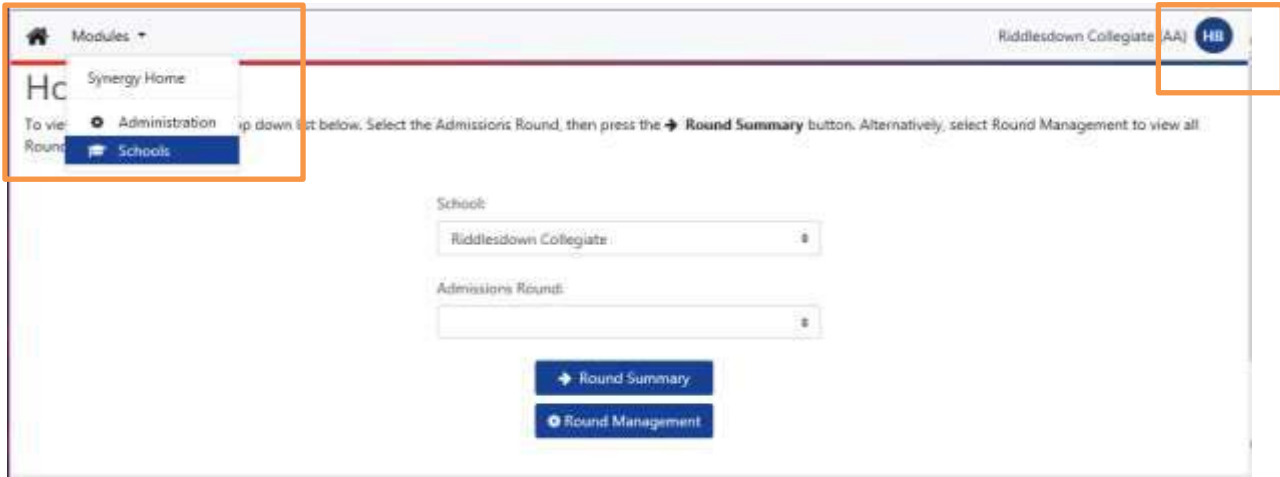 Modules
Riddlesdown Collegiate (AA) HB
Synergy Home
Ho
To vie Administration op down list below. Select the Admissions Round, then press the → Round Summary button. Alternatively, select Round Management to view all
Round Schools
School:
Riddlesdown Collegiate
Admissions Round:
→ Round Summary
Round Management